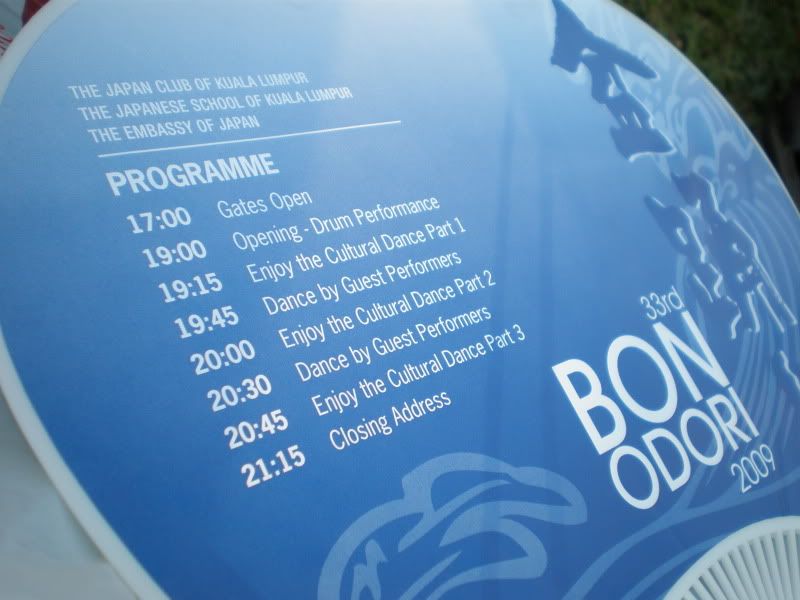 THE JAPAN CLUB OF KUALA LUMPUR
THE JAPANESE SCHOOL OF KUALA LUMPUR
THE EMBASSY OF JAPAN
PROGRAMME
17:00 Gates Open
19:00 Opening - Drum Performance
19:15 Enjoy the Cultural Dance Part 1
19:45 Dance by Guest Performers
20:00 Enjoy the Cultural Dance Part 2
20:30 Dance by Guest Performers
20:45 Enjoy the Cultural Dance Part 3
21:15 Closing Address
33rd
BON
ODORI
2009